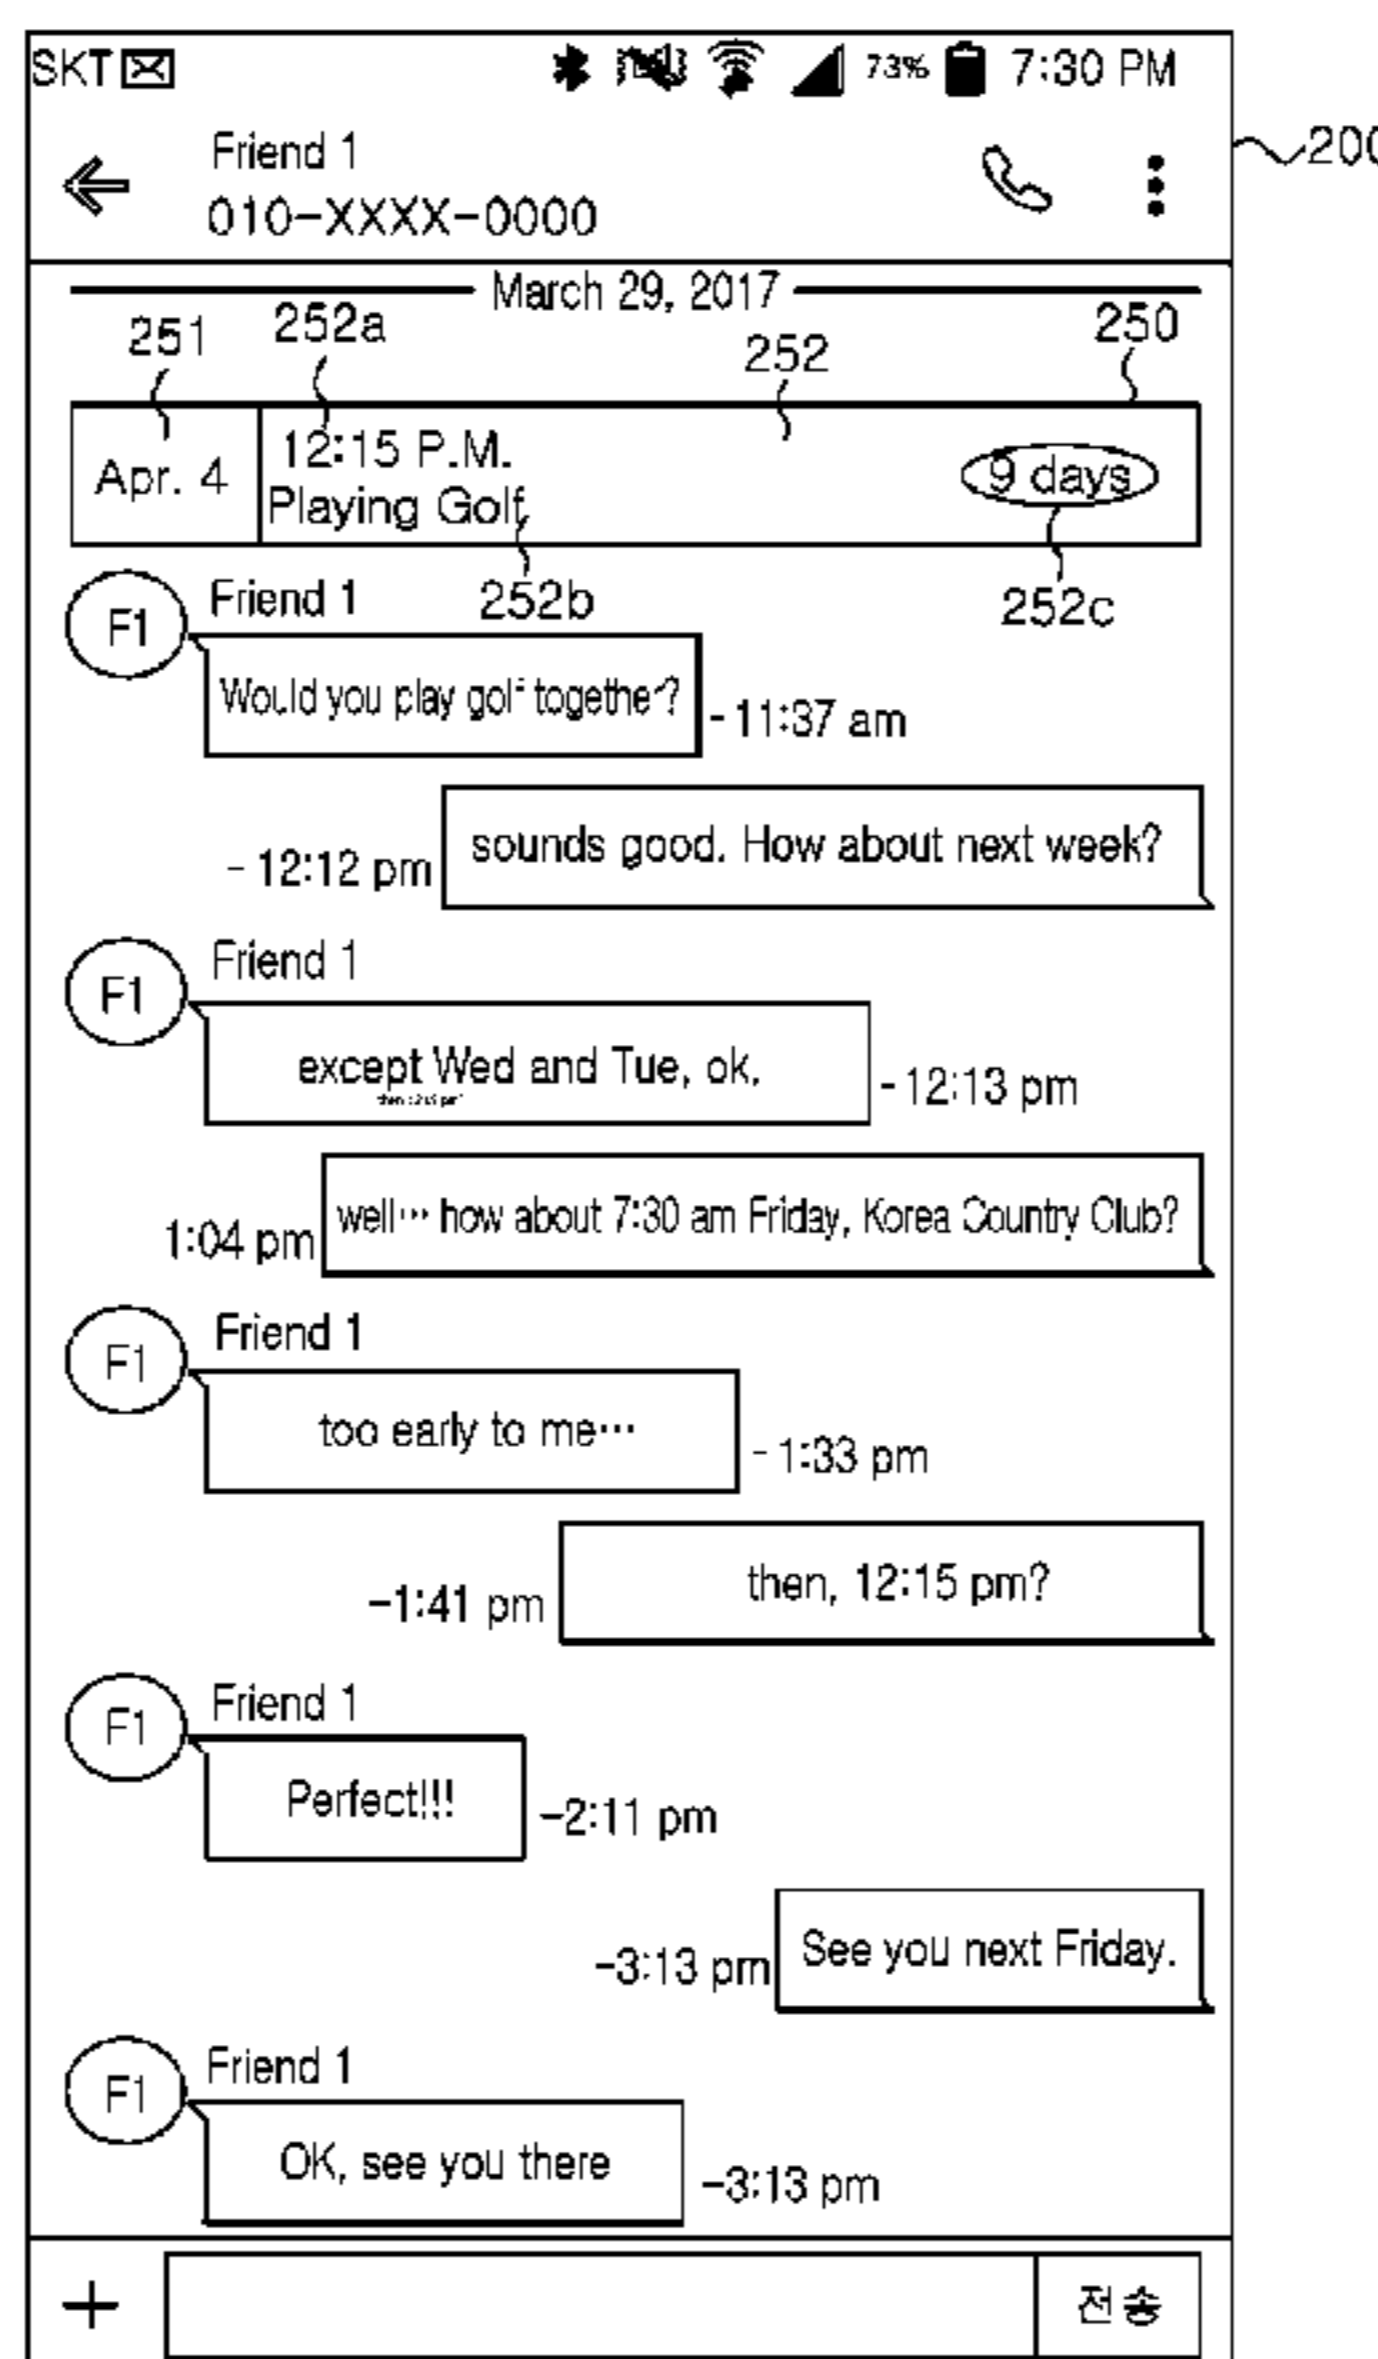 SKT 73% 7:30 PM
Friend 1
010-XXXX-0000
200
March 29, 2017
251 252a 252 250
Apr. 4
12:15 P.M.
Playing Golf
9 days
252b 252c
Friend 1
F1
Would you play golf together?
- 11:37 am
sounds good. How about next week?
- 12:12 pm
Friend 1
F1
except Wed and Tue, ok,
- 12:13 pm
well··· how about 7:30 am Friday, Korea Country Club?
1:04 pm
Friend 1
F1
too early to me···
- 1:33 pm
then, 12:15 pm?
-1:41 pm
Friend 1
F1
Perfect!!!
-2:11 pm
See you next Friday.
-3:13 pm
Friend 1
F1
OK, see you there
-3:13 pm
+ 전송